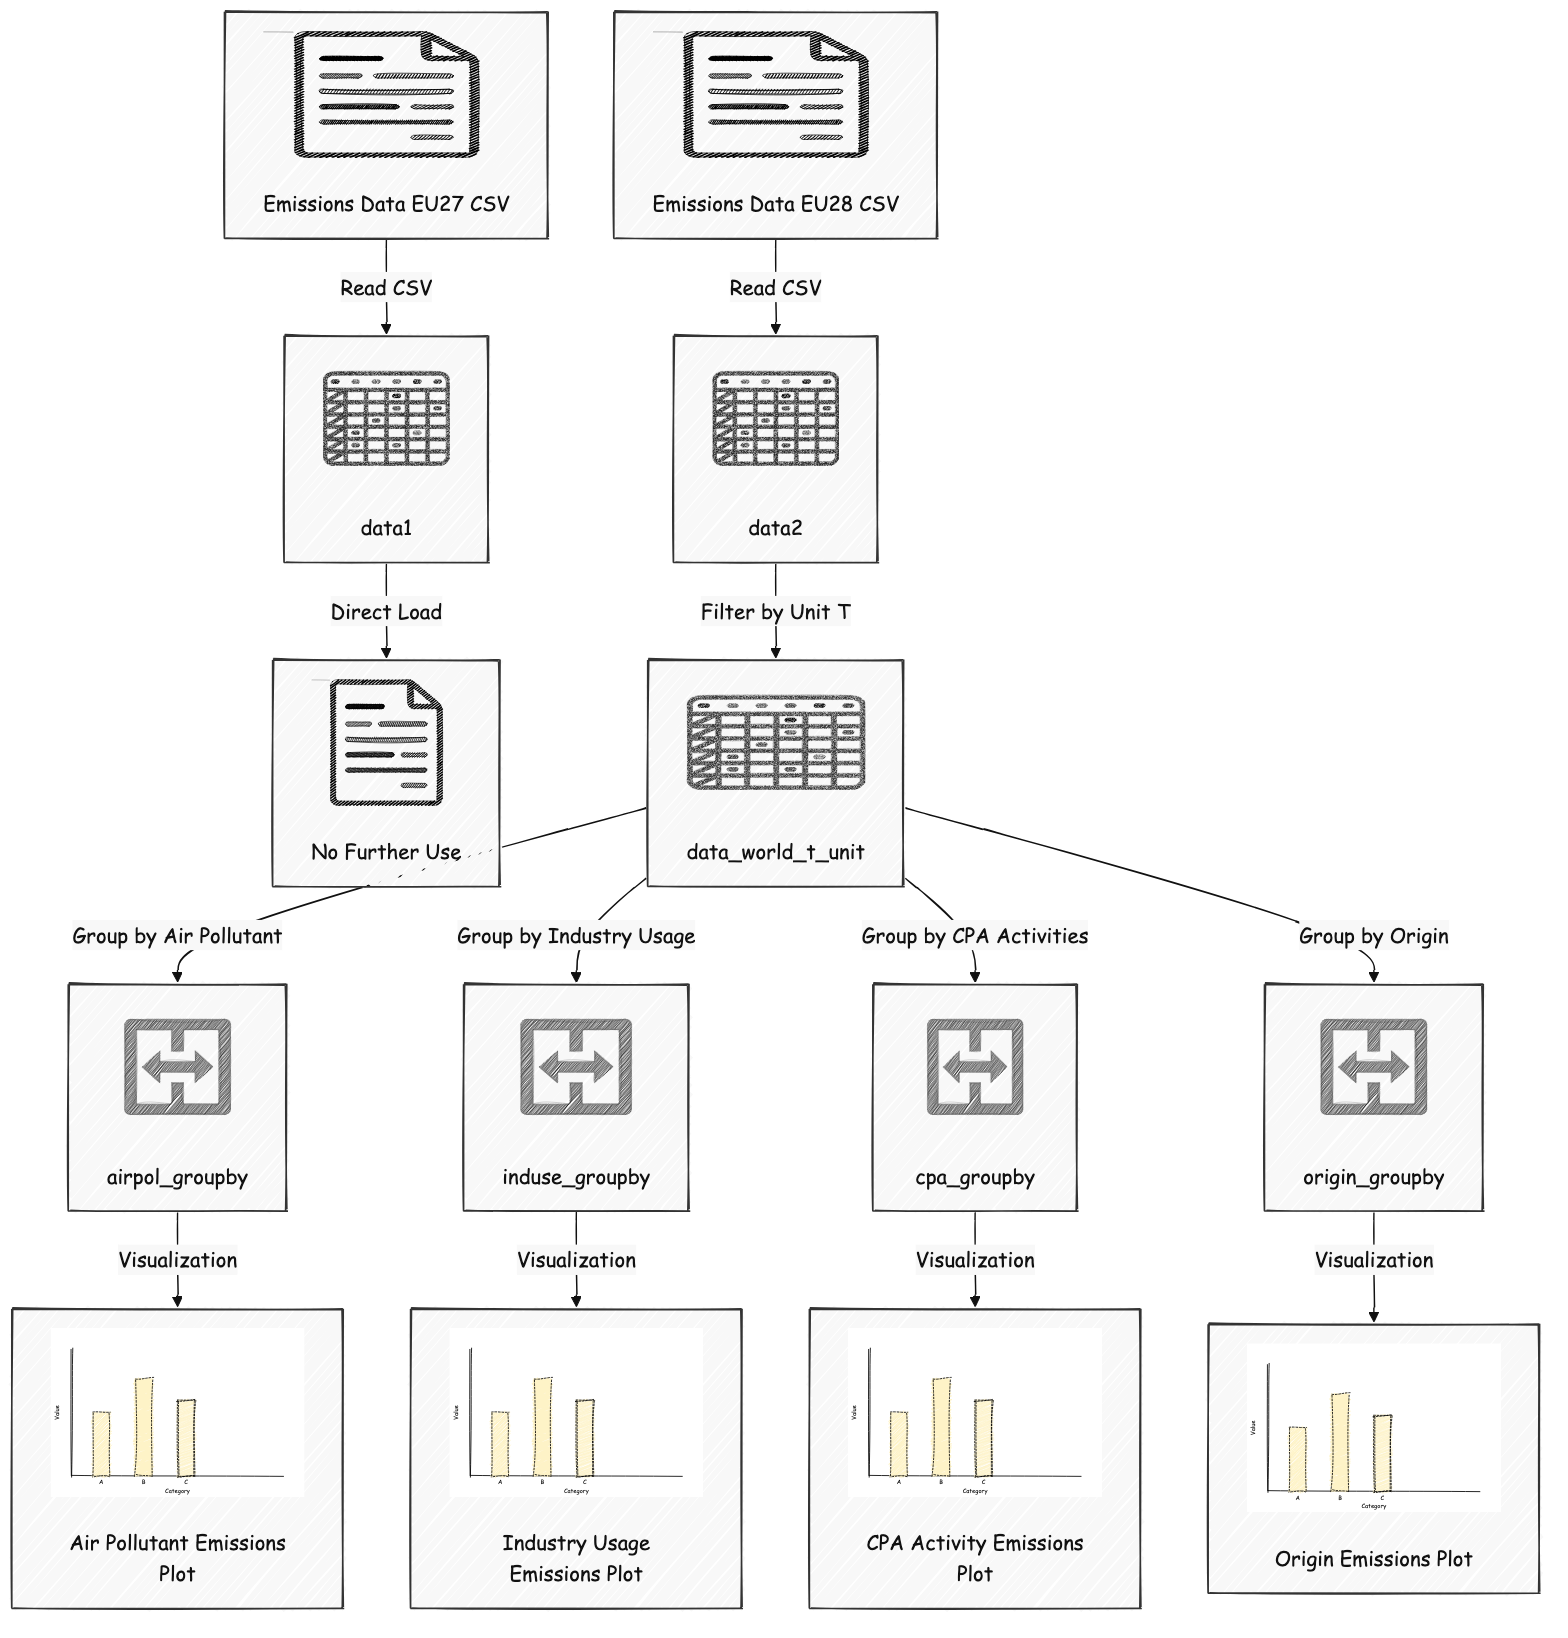 Emissions Data EU27 CSV
Emissions Data EU28 CSV
Read CSV
Read CSV
data1
data2
Direct Load
Filter by Unit T
No Further Use
data_world_t_unit
Group by Air Pollutant
Group by Industry Usage
Group by CPA Activities
Group by Origin
airpol_groupby
induse_groupby
cpa_groupby
origin_groupby
Visualization
Visualization
Visualization
Visualization
Value
A B C
Category
Air Pollutant Emissions
Plot
Value
A B C
Category
Industry Usage
Emissions Plot
Value
A B C
Category
CPA Activity Emissions
Plot
Value
A B C
Category
Origin Emissions Plot